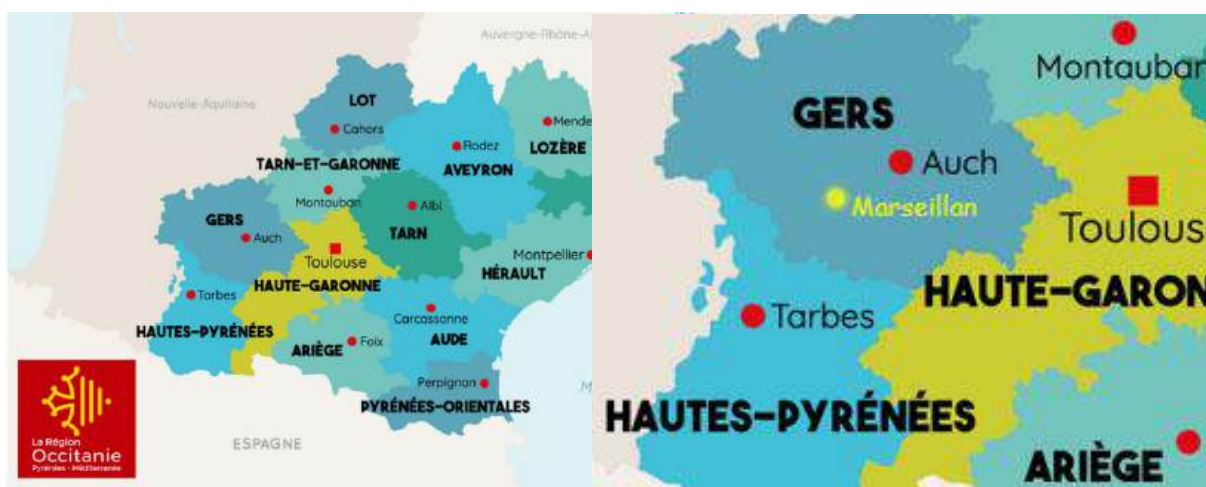 Auvergne-Rhône-A
Nouvelle-Aquitaine
LOT
Cahors
Mende
LOZÈRE
Rodez
AVEYRON
TARN-ET-GARONNE
Montauban
Albi
TARN
GERS
Auch
Toulouse
HAUTE-GARONNE
Montpellier
HÉRAULT
Tarbes
HAUTES-PYRÉNÉES
Carcassonne
AUDE
Foix
ARIÈGE
Perpignan
PYRÉNÉES-ORIENTALES
ESPAGNE
M
La Région
Occitanie
Pyrénées - Méditerranée
Montauban
GERS
Auch
Marseillan
Toulous
HAUTE-GARON
Tarbes
HAUTES-PYRÉNÉES
ARIÈGE